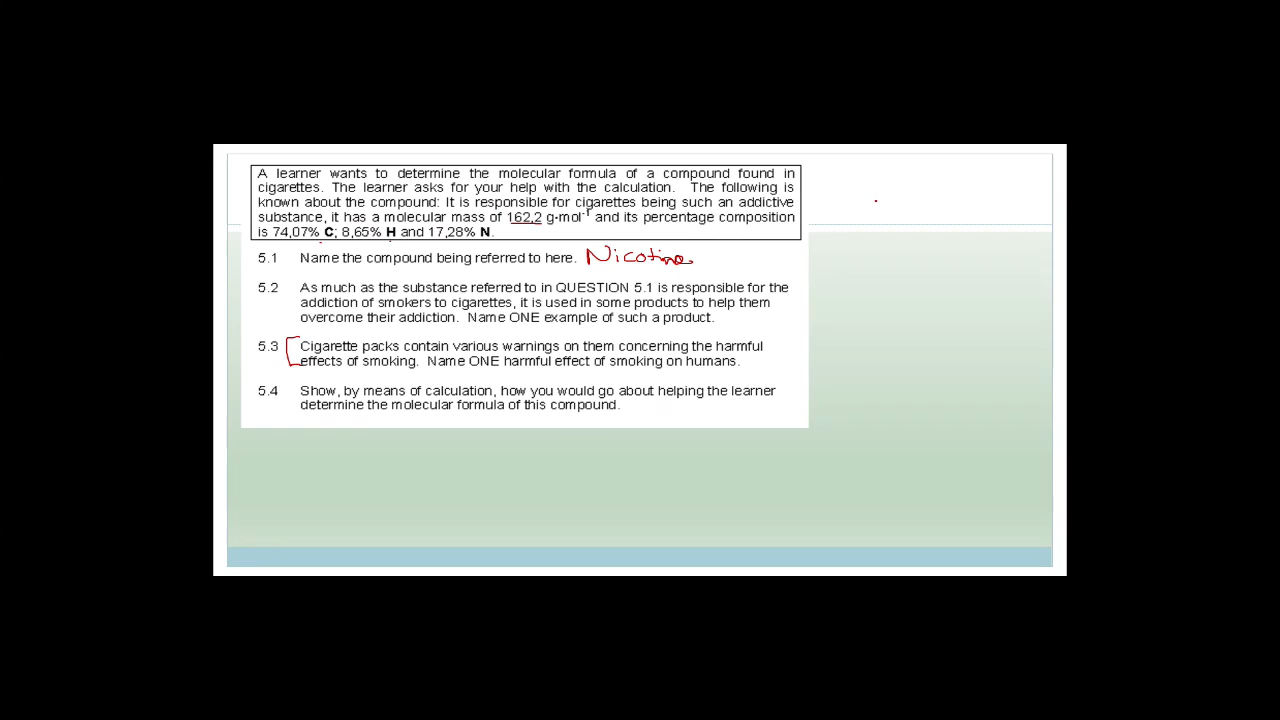 A learner wants to determine the molecular formula of a compound found in
cigarettes. The learner asks for your help with the calculation. The following is
known about the compound: It is responsible for cigarettes being such an addictive
substance, it has a molecular mass of 162,2 g·mol⁻¹ and its percentage composition
is 74,07% C; 8,65% H and 17,28% N.
5.1 Name the compound being referred to here. Nicotine
5.2 As much as the substance referred to in QUESTION 5.1 is responsible for the
addiction of smokers to cigarettes, it is used in some products to help them
overcome their addiction. Name ONE example of such a product.
5.3 Cigarette packs contain various warnings on them concerning the harmful
effects of smoking. Name ONE harmful effect of smoking on humans.
5.4 Show, by means of calculation, how you would go about helping the learner
determine the molecular formula of this compound.